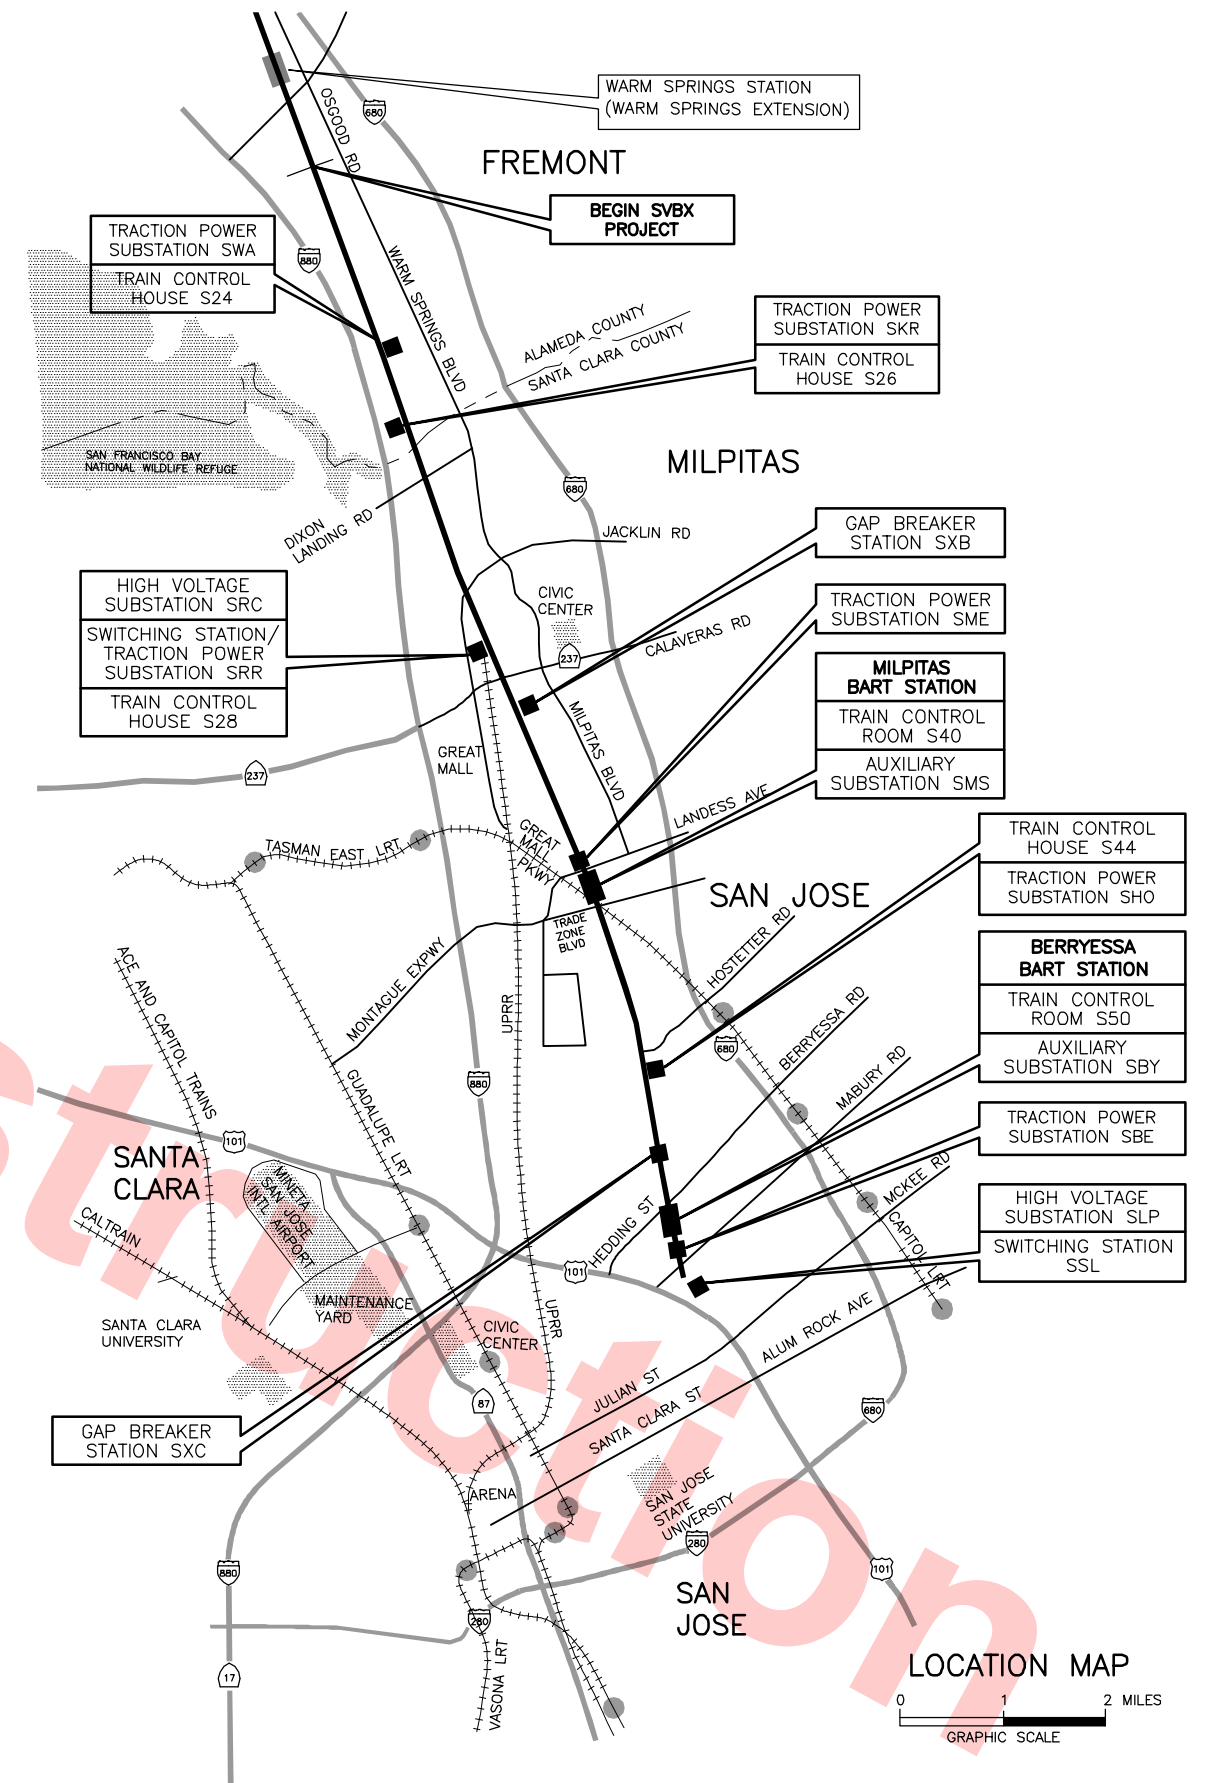 WARM SPRINGS STATION
(WARM SPRINGS EXTENSION)
OSGOOD RD
680
FREMONT
BEGIN SVBX
PROJECT
TRACTION POWER
SUBSTATION SWA
TRAIN CONTROL
HOUSE S24
880
WARM SPRINGS BLVD
ALAMEDA COUNTY
SANTA CLARA COUNTY
TRACTION POWER
SUBSTATION SKR
TRAIN CONTROL
HOUSE S26
SAN FRANCISCO BAY
NATIONAL WILDLIFE REFUGE
MILPITAS
680
DIXON
LANDING RD
JACKLIN RD
GAP BREAKER
STATION SXB
HIGH VOLTAGE
SUBSTATION SRC
SWITCHING STATION/
TRACTION POWER
SUBSTATION SRR
TRAIN CONTROL
HOUSE S28
CIVIC
CENTER
237
CALAVERAS RD
TRACTION POWER
SUBSTATION SME
MILPITAS
BART STATION
TRAIN CONTROL
ROOM S40
AUXILIARY
SUBSTATION SMS
237
GREAT
MALL
MILPITAS BLVD
LANDESS AVE
TASMAN EAST LRT
GREAT
MALL
PKWY
TRAIN CONTROL
HOUSE S44
TRACTION POWER
SUBSTATION SHO
SAN JOSE
TRADE
ZONE
BLVD
HOSTETTER RD
ACE AND CAPITOL TRAINS
MONTAGUE EXPWY
UPRR
BERRYESSA
BART STATION
TRAIN CONTROL
ROOM S50
AUXILIARY
SUBSTATION SBY
BERRYESSA RD
680
MABURY RD
880
GUADALUPE LRT
101
TRACTION POWER
SUBSTATION SBE
SANTA
CLARA
MINETA
SAN JOSE
INTL AIRPORT
MCKEE RD
CAPITOL LRT
HIGH VOLTAGE
SUBSTATION SLP
SWITCHING STATION
SSL
CALTRAIN
HEDDING ST
101
MAINTENANCE
YARD
SANTA CLARA
UNIVERSITY
CIVIC
CENTER
UPRR
ALUM ROCK AVE
JULIAN ST
SANTA CLARA ST
87
680
GAP BREAKER
STATION SXC
ARENA
SAN JOSE
STATE
UNIVERSITY
280
880
101
SAN
JOSE
280
17
VASONA LRT
LOCATION MAP
0 1 2 MILES
GRAPHIC SCALE
struction